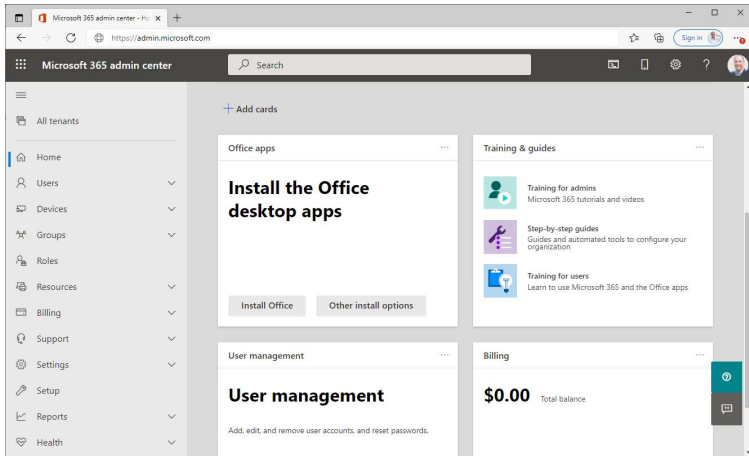 Microsoft 365 admin center - Ho
https://admin.microsoft.com
Sign in
Microsoft 365 admin center
Search
All tenants
Home
Users
Devices
Groups
Roles
Resources
Billing
Support
Settings
Setup
Reports
Health
Add cards
Office apps
Install the Office
desktop apps
Install Office
Other install options
Training & guides
Training for admins
Microsoft 365 tutorials and videos
Step-by-step guides
Guides and automated tools to configure your
organization
Training for users
Learn to use Microsoft 365 and the Office apps
User management
User management
Add, edit, and remove user accounts, and reset passwords.
Billing
$0.00 Total balance